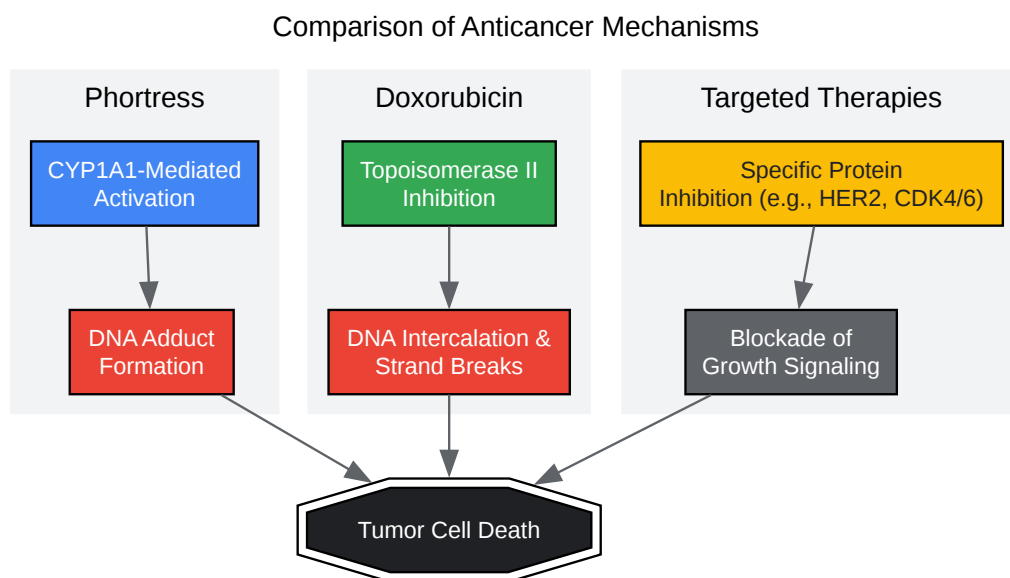 Comparison of Anticancer Mechanisms
Phortress
CYP1A1-Mediated
Activation
DNA Adduct
Formation
Doxorubicin
Topoisomerase II
Inhibition
DNA Intercalation &
Strand Breaks
Targeted Therapies
Specific Protein
Inhibition (e.g., HER2, CDK4/6)
Blockade of
Growth Signaling
Tumor Cell Death